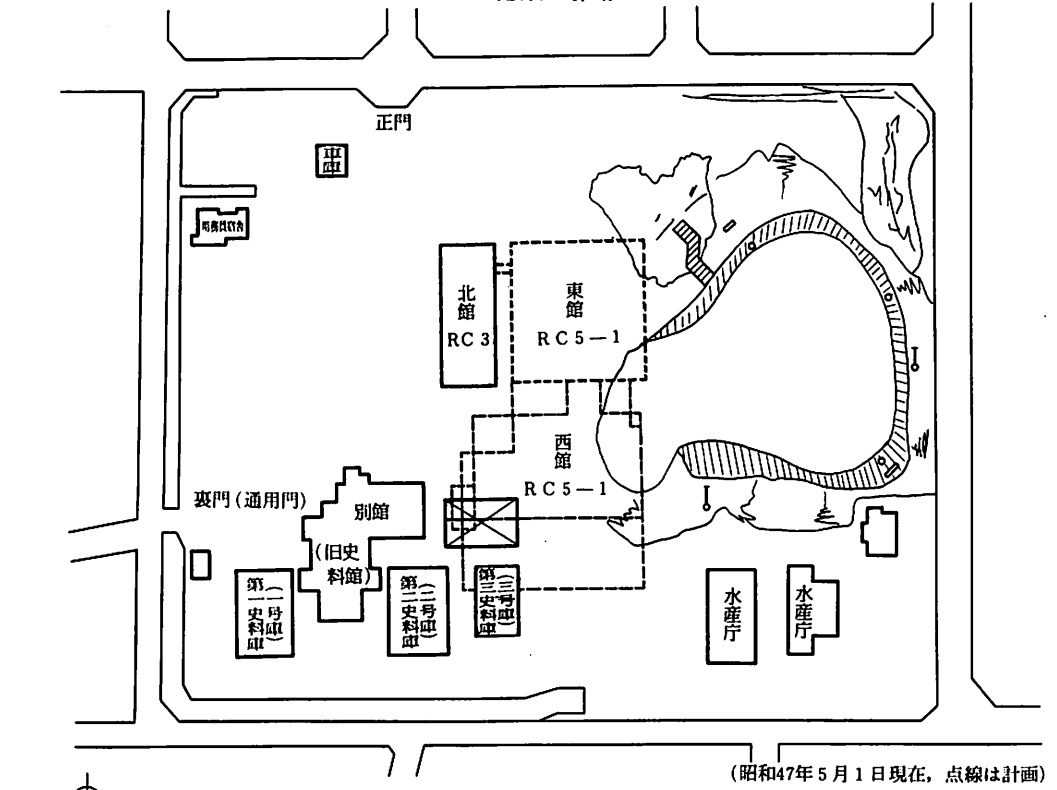 正門
車庫
北館
RC3
東館
RC5－1
西館
RC5－1
裏門(通用門)
別館
(旧史料館)
第一史料庫
(一号庫)
第二史料庫
(二号庫)
第三史料庫
(三号庫)
水産庁
水産庁
(昭和47年5月1日現在，点線は計画)